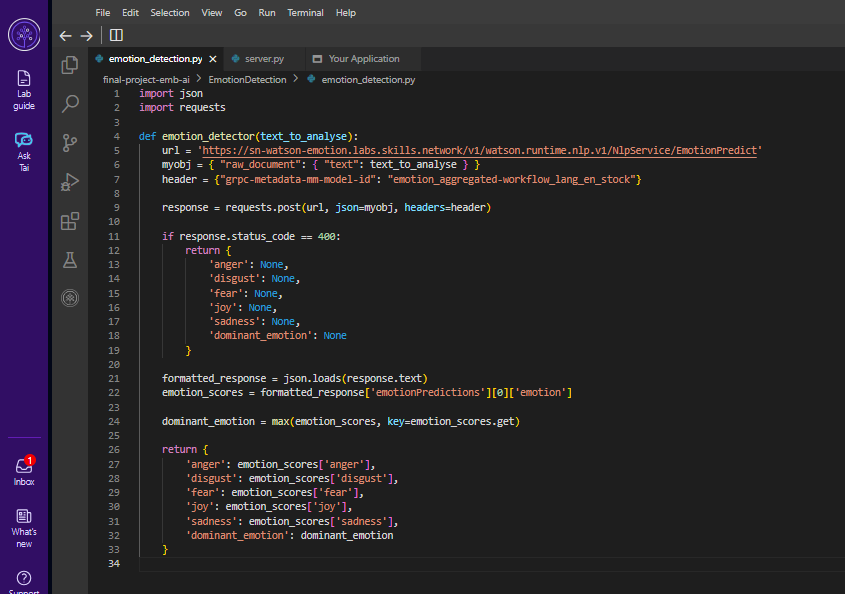 File Edit Selection View Go Run Terminal Help
Lab guide
Ask Tai
1
Inbox
What's new
Support
emotion_detection.py × server.py Your Application
final-project-emb-ai > EmotionDetection > emotion_detection.py
1 import json
2 import requests
3
4 def emotion_detector(text_to_analyse):
5 url = 'https://sn-watson-emotion.labs.skills.network/v1/watson.runtime.nlp.v1/NlpService/EmotionPredict'
6 myobj = { "raw_document": { "text": text_to_analyse } }
7 header = {"grpc-metadata-mm-model-id": "emotion_aggregated-workflow_lang_en_stock"}
8
9 response = requests.post(url, json=myobj, headers=header)
10
11 if response.status_code == 400:
12 return {
13 'anger': None,
14 'disgust': None,
15 'fear': None,
16 'joy': None,
17 'sadness': None,
18 'dominant_emotion': None
19 }
20
21 formatted_response = json.loads(response.text)
22 emotion_scores = formatted_response['emotionPredictions'][0]['emotion']
23
24 dominant_emotion = max(emotion_scores, key=emotion_scores.get)
25
26 return {
27 'anger': emotion_scores['anger'],
28 'disgust': emotion_scores['disgust'],
29 'fear': emotion_scores['fear'],
30 'joy': emotion_scores['joy'],
31 'sadness': emotion_scores['sadness'],
32 'dominant_emotion': dominant_emotion
33 }
34